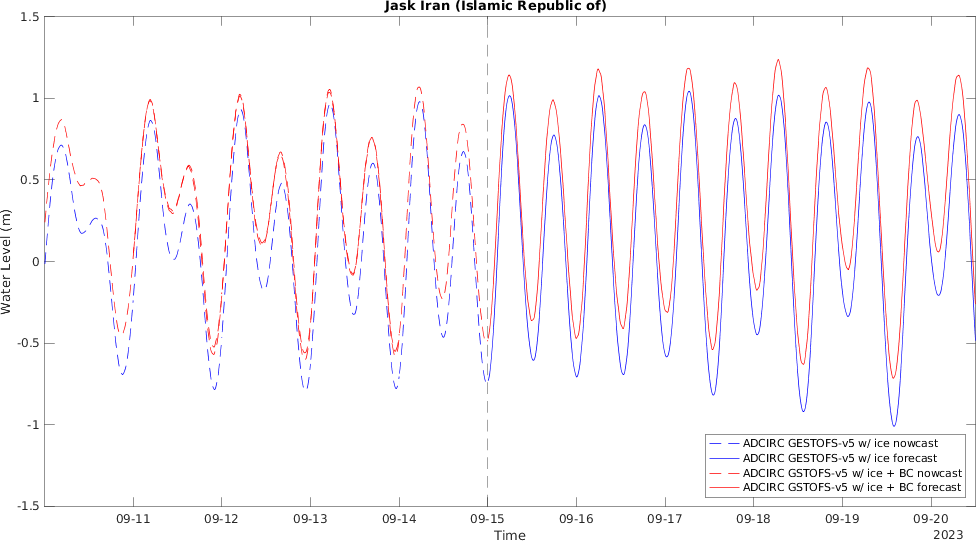 Jask Iran (Islamic Republic of)
1.5
1
0.5
0
-0.5
-1
-1.5
Water Level (m)
ADCIRC GESTOFS-v5 w/ ice nowcast
ADCIRC GESTOFS-v5 w/ ice forecast
ADCIRC GSTOFS-v5 w/ ice + BC nowcast
ADCIRC GSTOFS-v5 w/ ice + BC forecast
09-11 09-12 09-13 09-14 09-15 09-16 09-17 09-18 09-19 09-20
Time
2023